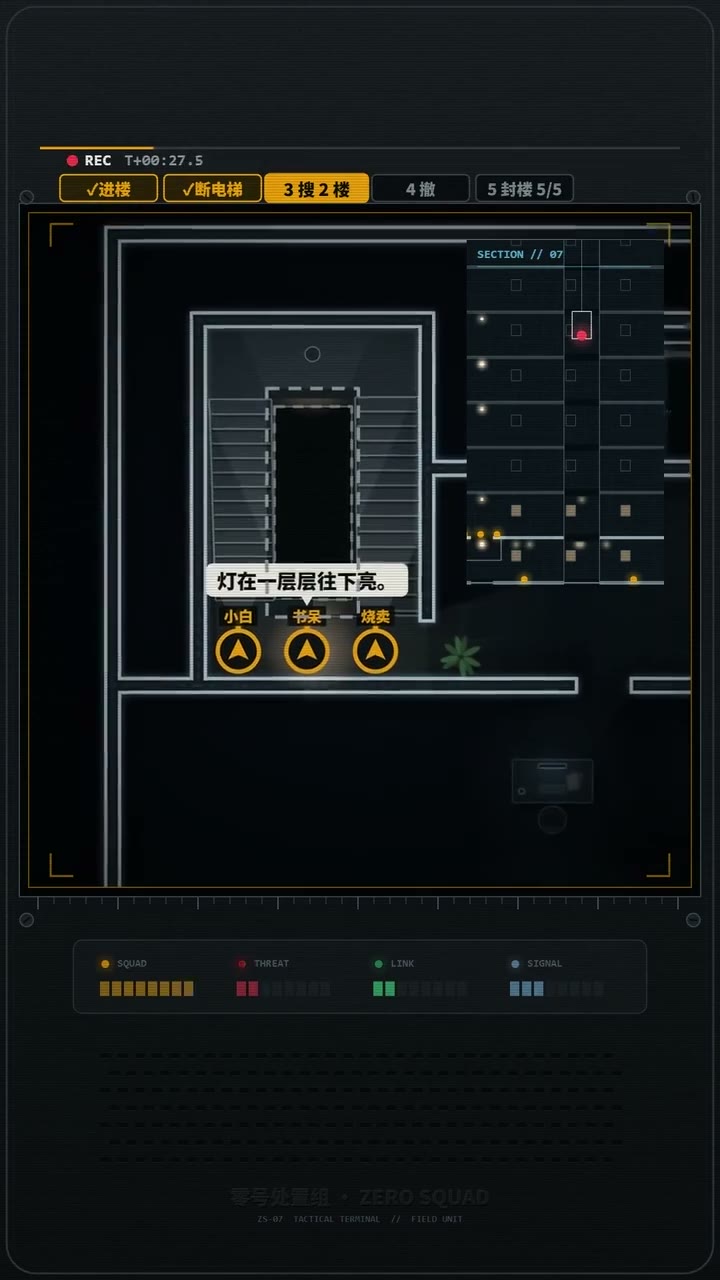 REC T+00:27.5
✓进楼 ✓断电梯 3 搜 2 楼 4 撤 5 封楼 5/5
SECTION // 07
灯在一层层往下亮。
小白 书呆 烧卖
SQUAD THREAT LINK SIGNAL
零号处置组 · ZERO SQUAD
ZS-07 TACTICAL TERMINAL // FIELD UNIT